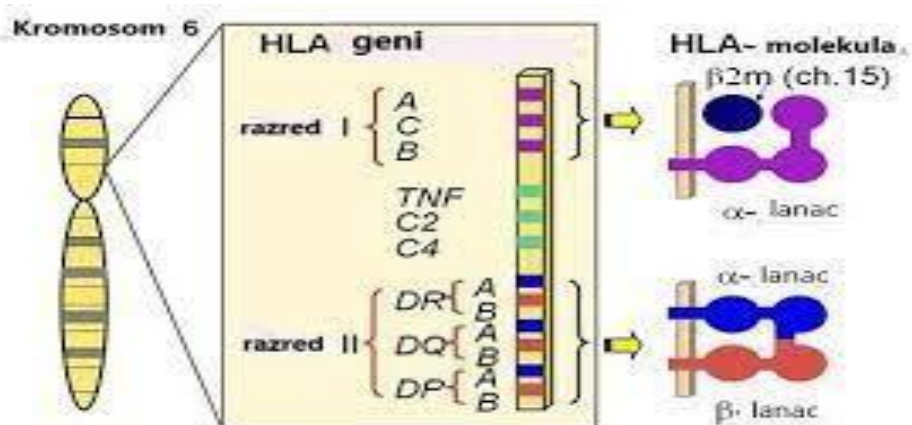 Kromosom 6
HLA geni
razred I
A
C
B
TNF
C2
C4
razred II
DR
A
B
DQ
A
B
DP
A
B
HLA- molekula
β2m (ch.15)
α- lanac
α- lanac
β- lanac